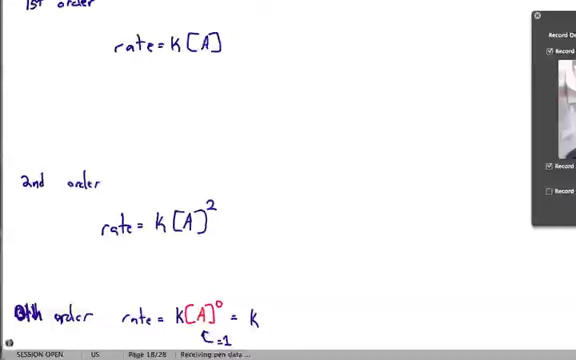 1st order
rate = K[A]
2nd order
rate = K[A]²
0th order rate = K[A]⁰ = K
=1
Record
Record
Record
SESSION OPEN US Page 18/28 Receiving pen data...